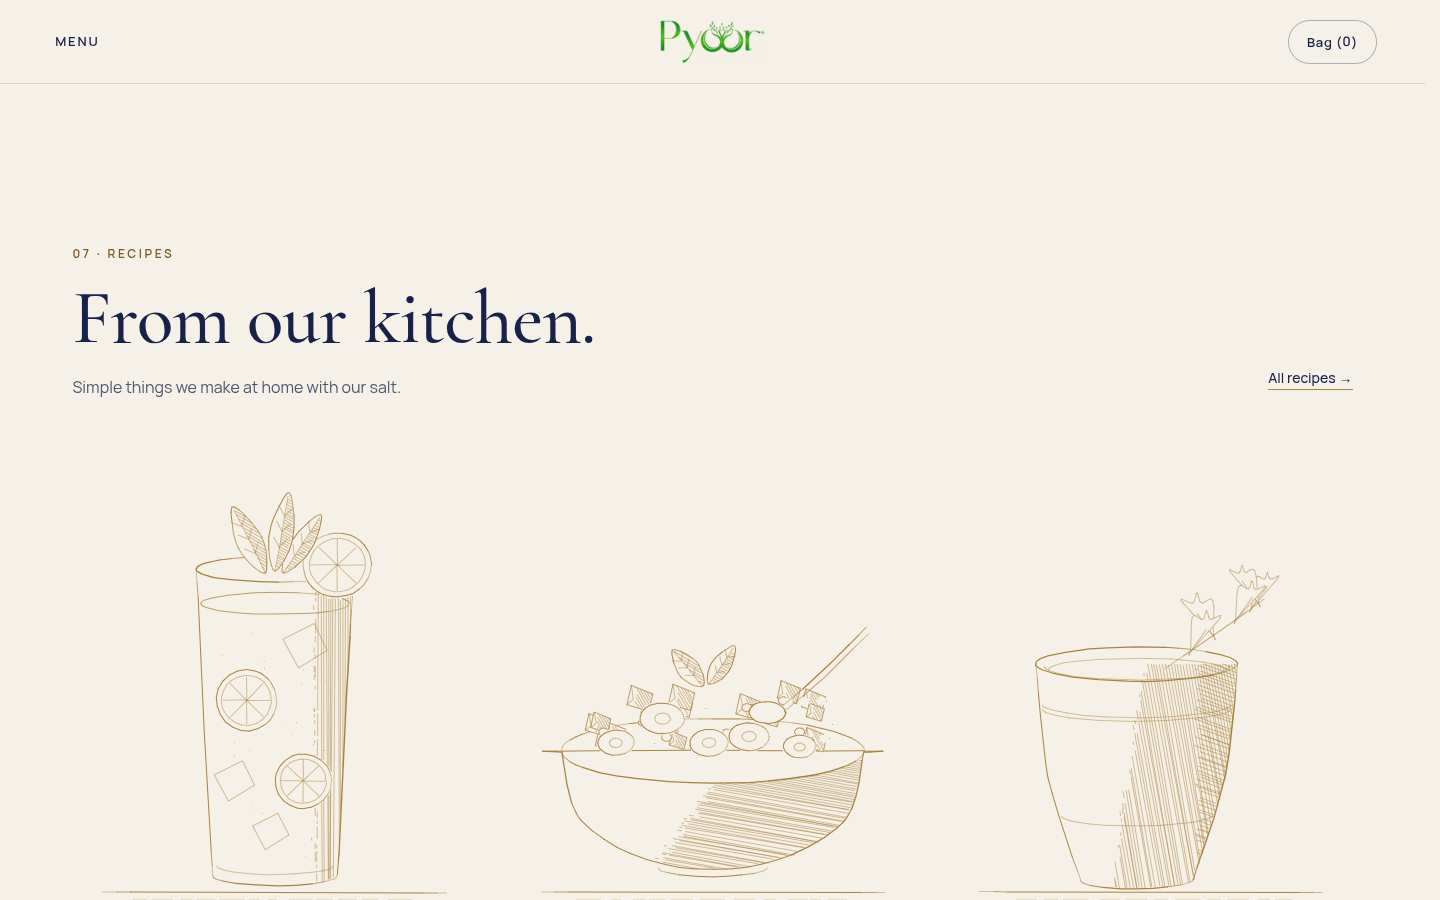 MENU
Pyoor
Bag (0)
07 · RECIPES
From our kitchen.
Simple things we make at home with our salt.
All recipes →